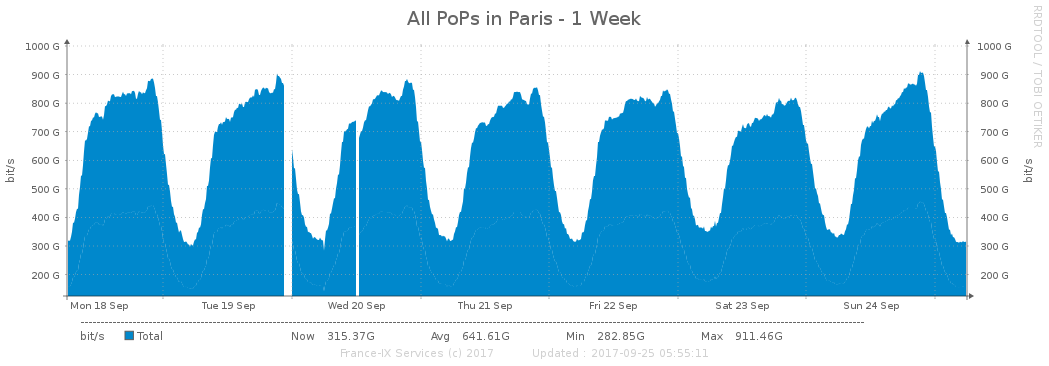 All PoPs in Paris - 1 Week
RRDTOOL / TOBI OETIKER
1000 G 1000 G
900 G 900 G
800 G 800 G
700 G 700 G
600 G 600 G
500 G 500 G
400 G 400 G
300 G 300 G
200 G 200 G
bit/s bit/s
Mon 18 Sep Tue 19 Sep Wed 20 Sep Thu 21 Sep Fri 22 Sep Sat 23 Sep Sun 24 Sep
bit/s Total Now 315.37G Avg 641.61G Min 282.85G Max 911.46G
France-IX Services (c) 2017 Updated : 2017-09-25 05:55:11